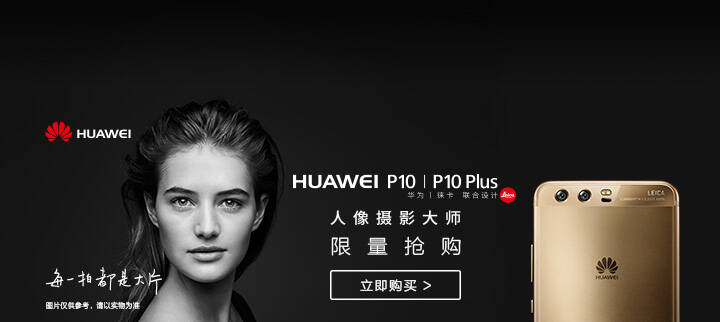 HUAWEI
HUAWEI P10 | P10 Plus
华为 | 徕卡 联合设计
Leica
人像摄影大师
限量抢购
立即购买 >
每一拍都是大片
图片仅供参考，请以实物为准
LEICA
HUAWEI